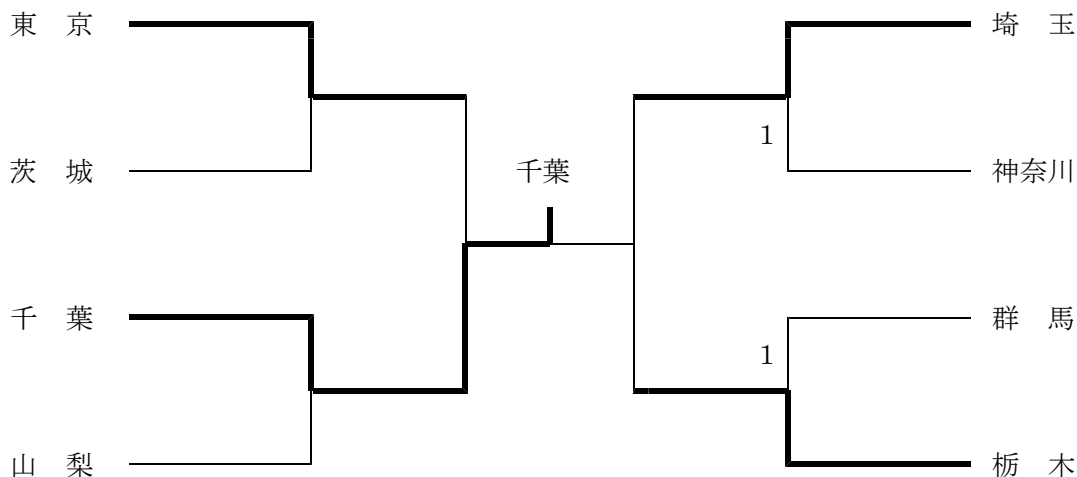 東　京
埼　玉
1
茨　城
千葉
神奈川
千　葉
群　馬
1
山　梨
栃　木